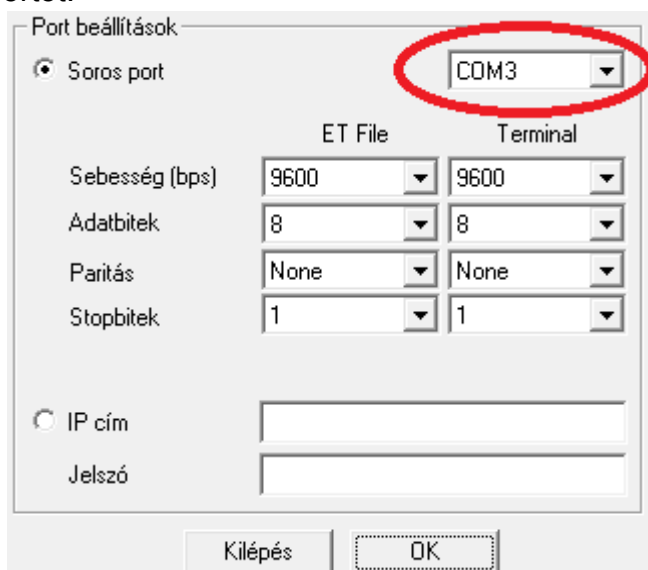 Port beállítások
Soros port COM3
ET File Terminal
Sebesség (bps) 9600 9600
Adatbitek 8 8
Paritás None None
Stopbitek 1 1
IP cím
Jelszó
Kilépés OK